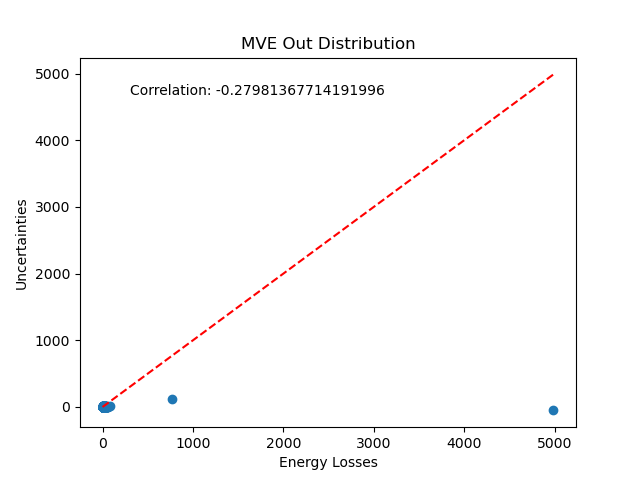 MVE Out Distribution
Correlation: -0.27981367714191996
Uncertainties
5000
4000
3000
2000
1000
0
0 1000 2000 3000 4000 5000
Energy Losses